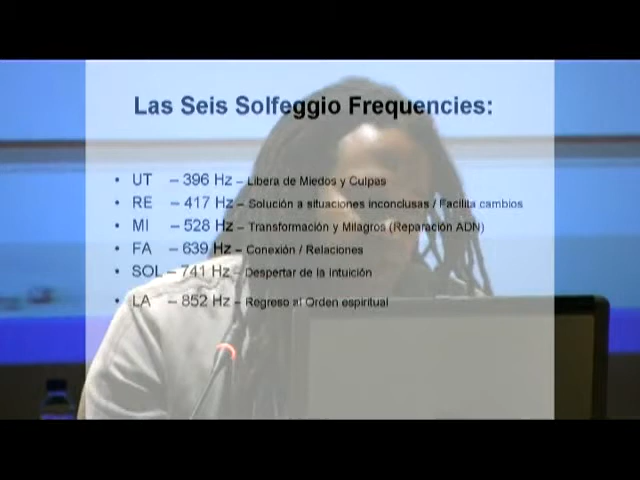 Las Seis Solfeggio Frequencies:
• UT – 396 Hz – Libera de Miedos y Culpas
• RE – 417 Hz – Solución a situaciones inconclusas / Facilita cambios
• MI – 528 Hz – Transformación y Milagros (Reparación ADN)
• FA – 639 Hz – Conexión / Relaciones
• SOL – 741 Hz – Despertar de la Intuición
• LA – 852 Hz – Regreso al Orden espiritual